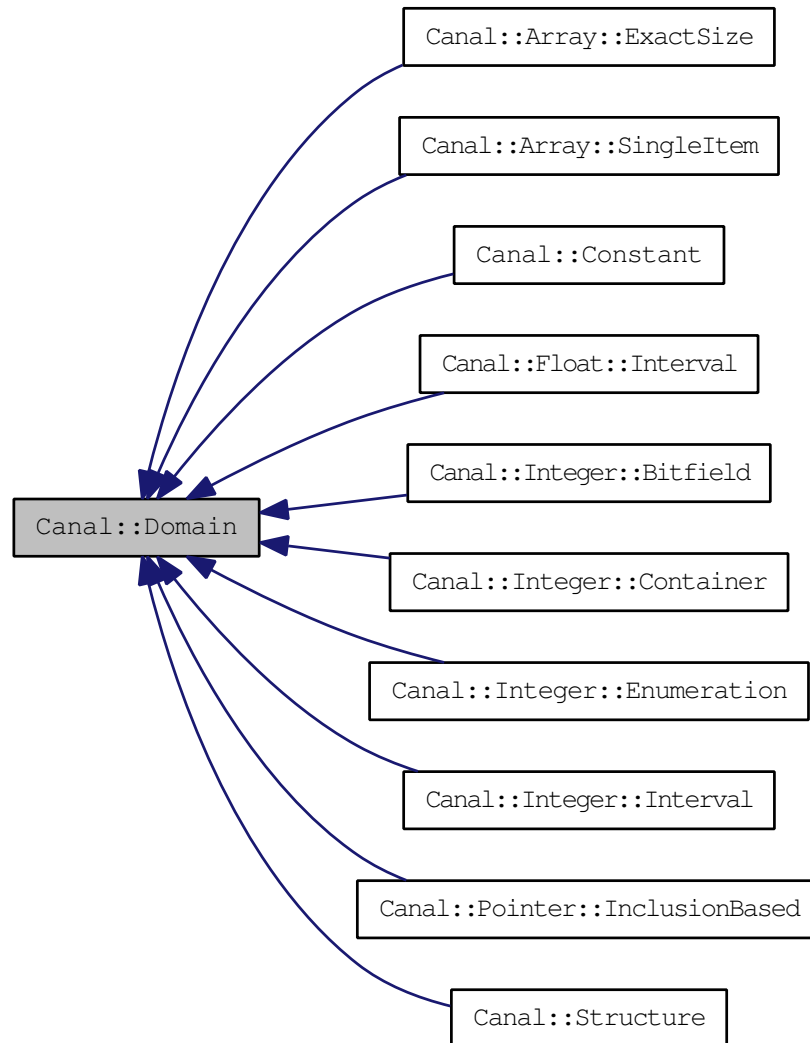 Canal::Array::ExactSize
Canal::Array::SingleItem
Canal::Constant
Canal::Float::Interval
Canal::Integer::Bitfield
Canal::Domain
Canal::Integer::Container
Canal::Integer::Enumeration
Canal::Integer::Interval
Canal::Pointer::InclusionBased
Canal::Structure